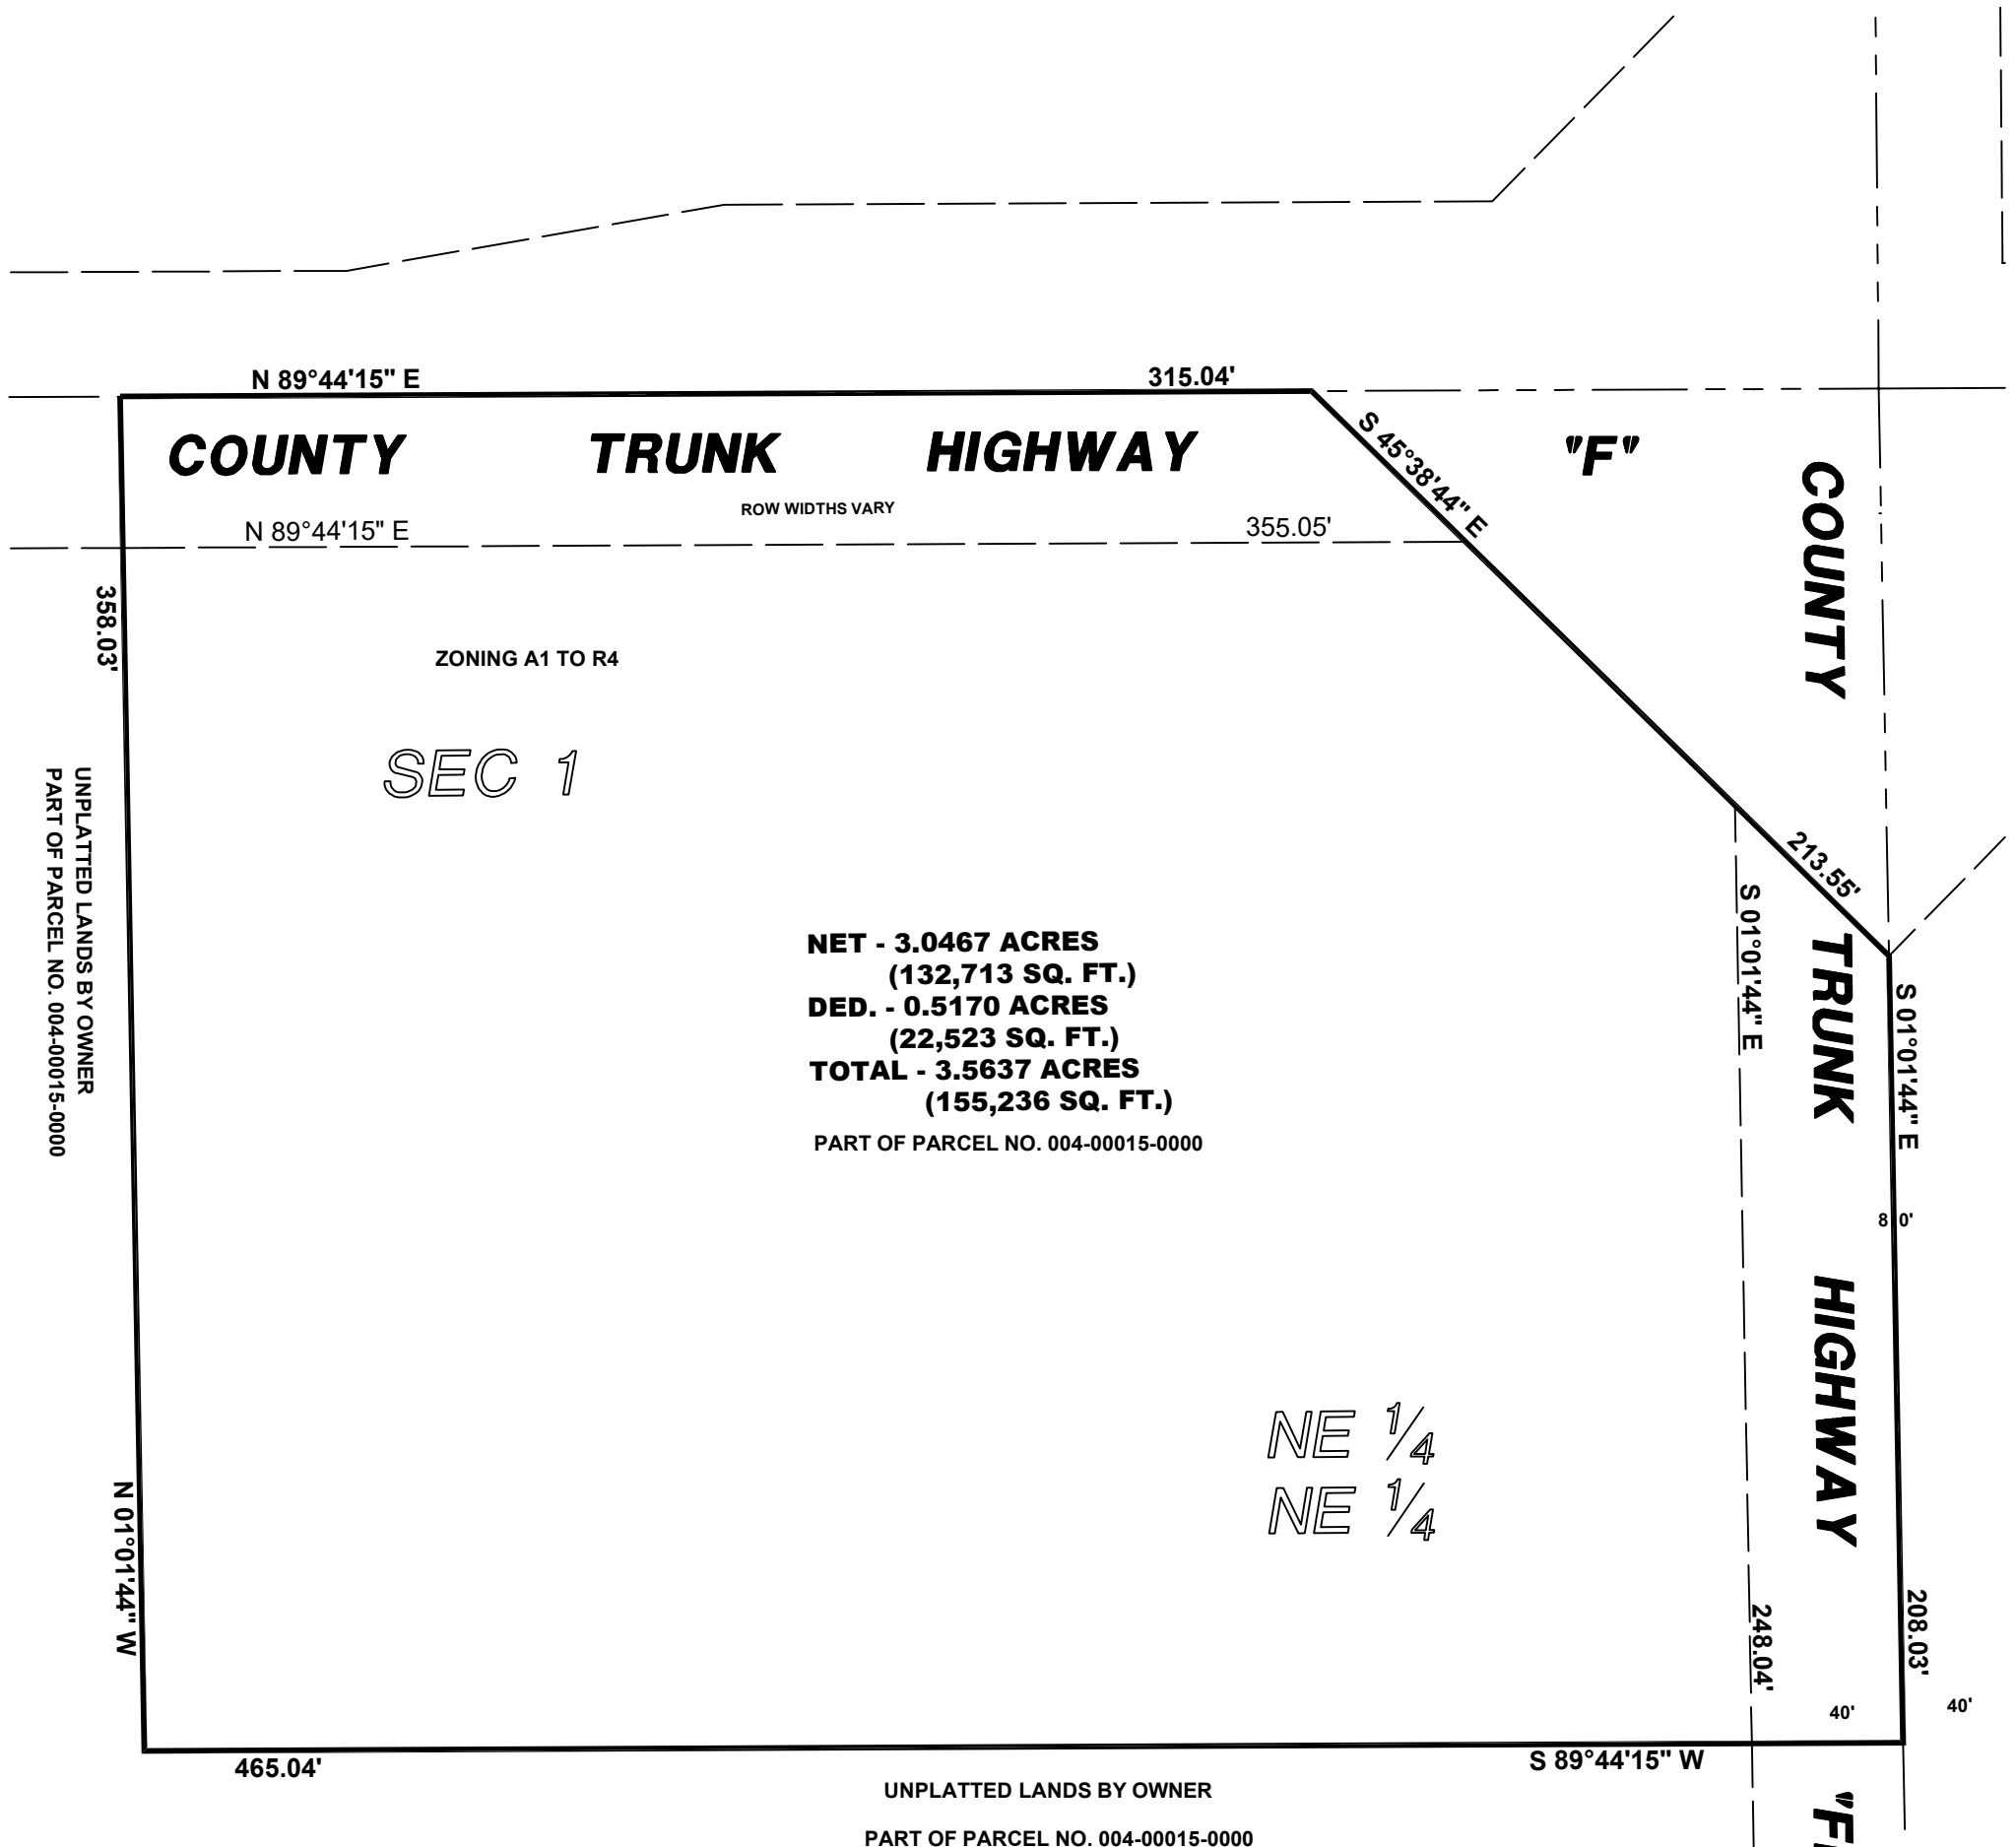 N 89°44'15" E
315.04'
COUNTY TRUNK HIGHWAY "F"
S 45°38'44" E
ROW WIDTHS VARY
N 89°44'15" E
355.05'
358.03'
ZONING A1 TO R4
SEC 1
UNPLATTED LANDS BY OWNER
PART OF PARCEL NO. 004-00015-0000
N 01°01'44" W
213.55'
NET - 3.0467 ACRES
(132,713 SQ. FT.)
DED. - 0.5170 ACRES
(22,523 SQ. FT.)
TOTAL - 3.5637 ACRES
(155,236 SQ. FT.)
PART OF PARCEL NO. 004-00015-0000
S 01°01'44" E
248.04'
COUNTY TRUNK HIGHWAY "F
S 01°01'44" E
80'
208.03'
NE 1/4
NE 1/4
40'
40'
465.04'
S 89°44'15" W
UNPLATTED LANDS BY OWNER
PART OF PARCEL NO. 004-00015-0000